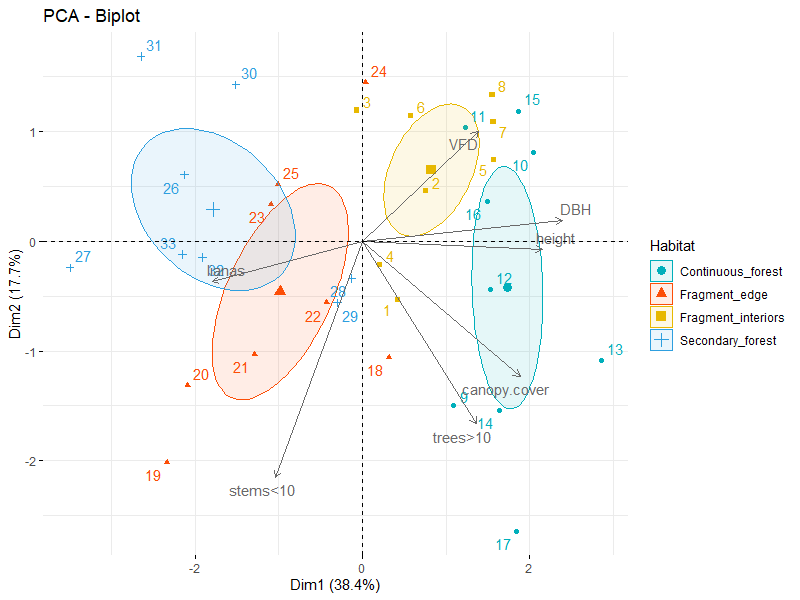 PCA - Biplot
31
30
24
8
3
6
15
11
1
7
VFD
10
25
5
26
2
DBH
23
16
height
0
27
33
4
lianas
32
28
12
22
29
1
13
-1
21
18
20
canopy.cover
9
14
trees>10
-2
19
stems<10
17
-2
0
2
Dim1 (38.4%)
Dim2 (17.7%)
Habitat
Continuous_forest
Fragment_edge
Fragment_interiors
Secondary_forest